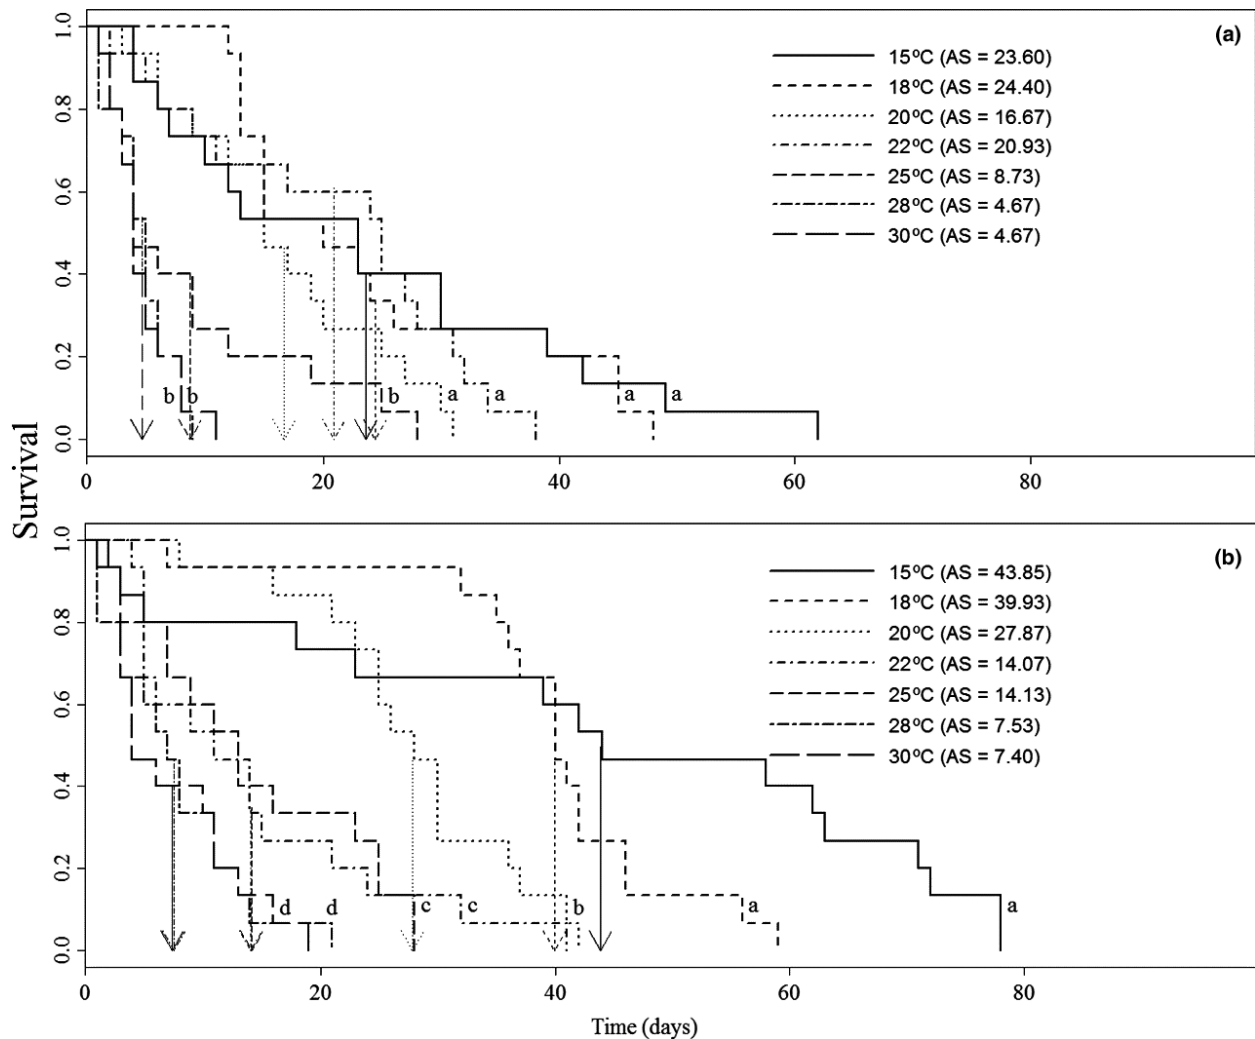 (a)
15ºC (AS = 23.60)
18ºC (AS = 24.40)
20ºC (AS = 16.67)
22ºC (AS = 20.93)
25ºC (AS = 8.73)
28ºC (AS = 4.67)
30ºC (AS = 4.67)
1.0
0.8
0.6
0.4
0.2
0.0
b b b a a a a
0 20 40 60 80
Survival
(b)
15ºC (AS = 43.85)
18ºC (AS = 39.93)
20ºC (AS = 27.87)
22ºC (AS = 14.07)
25ºC (AS = 14.13)
28ºC (AS = 7.53)
30ºC (AS = 7.40)
1.0
0.8
0.6
0.4
0.2
0.0
d d c c b a a
0 20 40 60 80
Time (days)